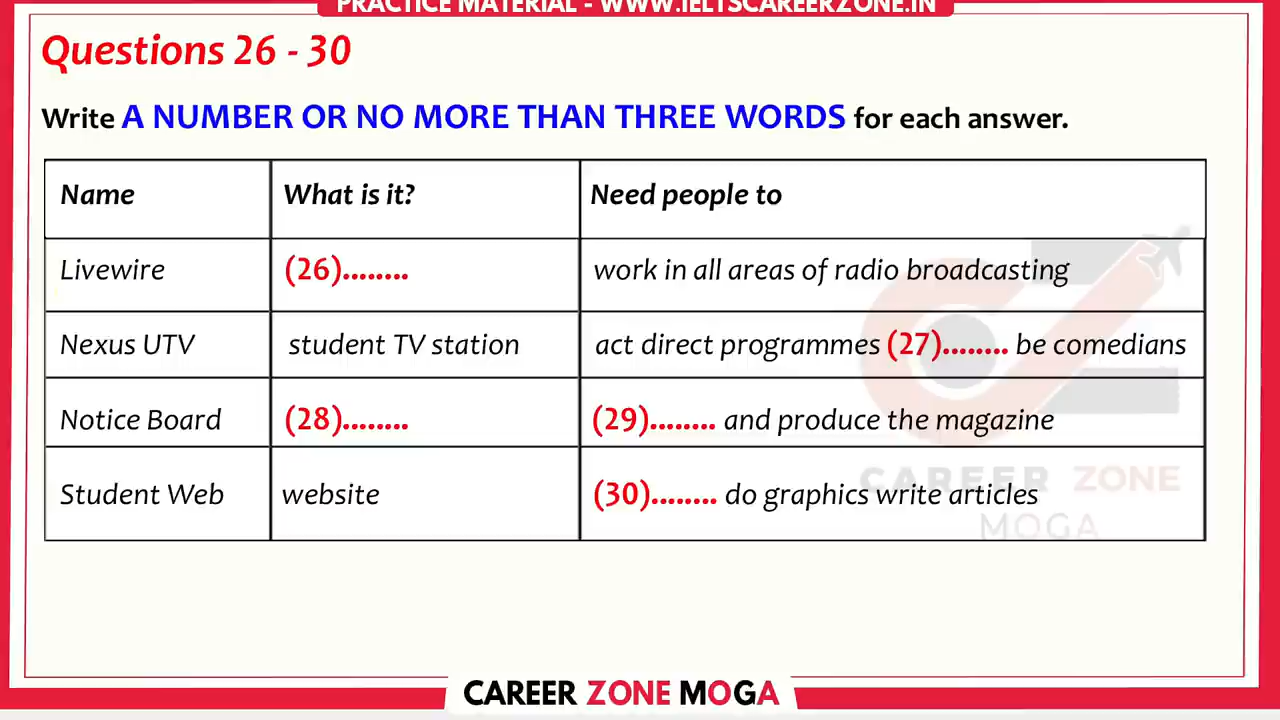 PRACTICE MATERIAL - WWW.IELTSCAREERZONE.IN
Questions 26 - 30
Write A NUMBER OR NO MORE THAN THREE WORDS for each answer.
Name What is it? Need people to
Livewire (26)........ work in all areas of radio broadcasting
Nexus UTV student TV station act direct programmes (27)........ be comedians
Notice Board (28)........ (29)........ and produce the magazine
Student Web website (30)........ do graphics write articles
CAREER ZONE
MOGA
CAREER ZONE MOGA